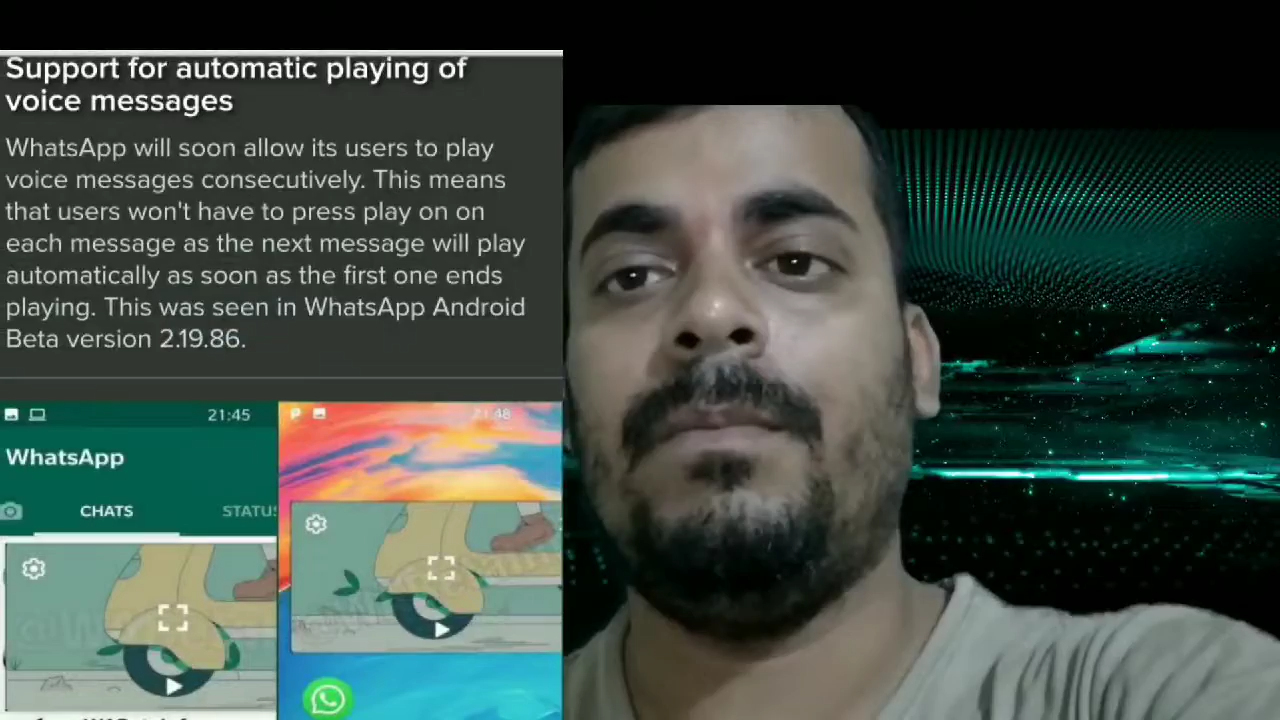 Support for automatic playing of
voice messages
WhatsApp will soon allow its users to play
voice messages consecutively. This means
that users won't have to press play on on
each message as the next message will play
automatically as soon as the first one ends
playing. This was seen in WhatsApp Android
Beta version 2.19.86.
21:45
21:48
WhatsApp
CHATS
STATUS